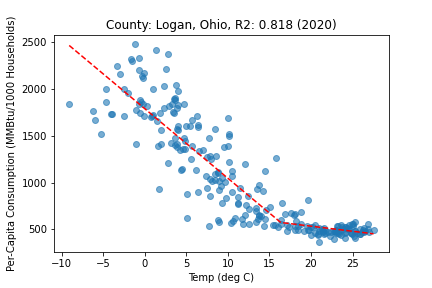 County: Logan, Ohio, R2: 0.818 (2020)
Per-Capita Consumption (MMBtu/1000 Households)
2500
2000
1500
1000
500
-10 -5 0 5 10 15 20 25
Temp (deg C)